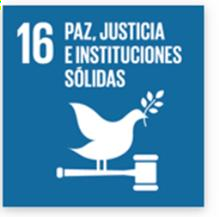 16 PAZ, JUSTICIA
E INSTITUCIONES
SÓLIDAS